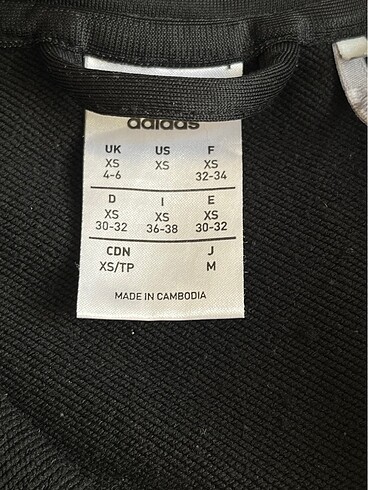 adidas
UK US F
XS XS XS
4-6 32-34
D I E
XS XS XS
30-32 36-38 30-32
CDN J
XS/TP M
MADE IN CAMBODIA